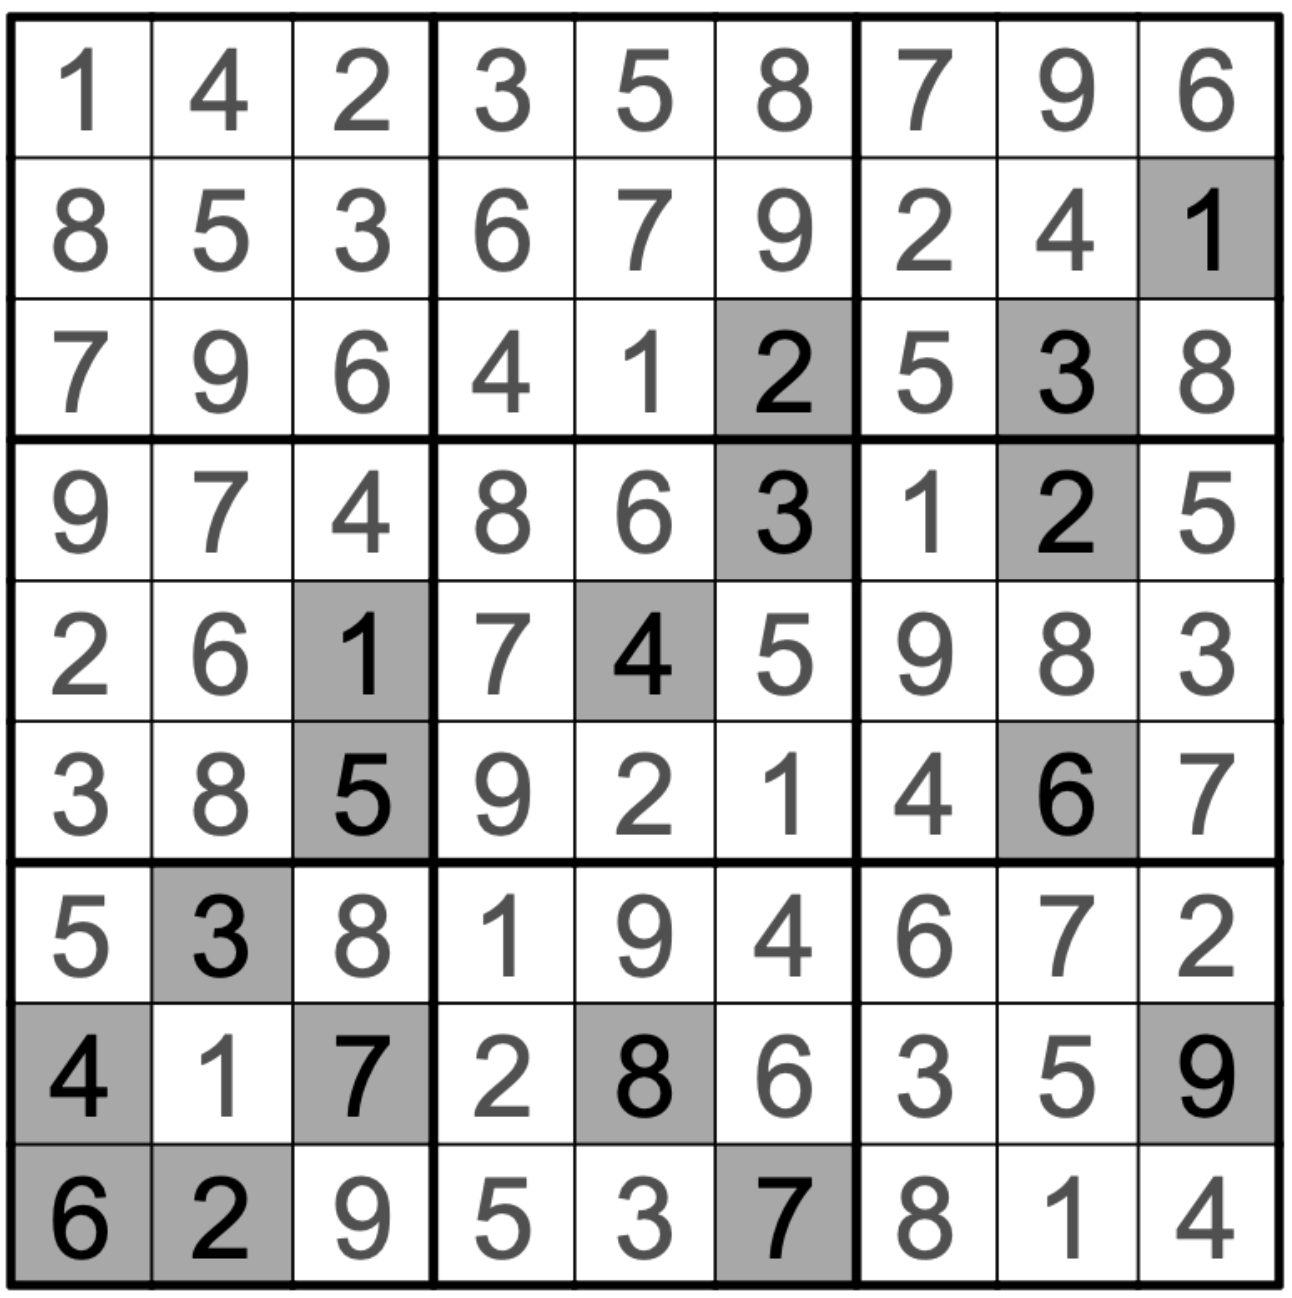 1 4 2 3 5 8 7 9 6
8 5 3 6 7 9 2 4 1
7 9 6 4 1 2 5 3 8
9 7 4 8 6 3 1 2 5
2 6 1 7 4 5 9 8 3
3 8 5 9 2 1 4 6 7
5 3 8 1 9 4 6 7 2
4 1 7 2 8 6 3 5 9
6 2 9 5 3 7 8 1 4